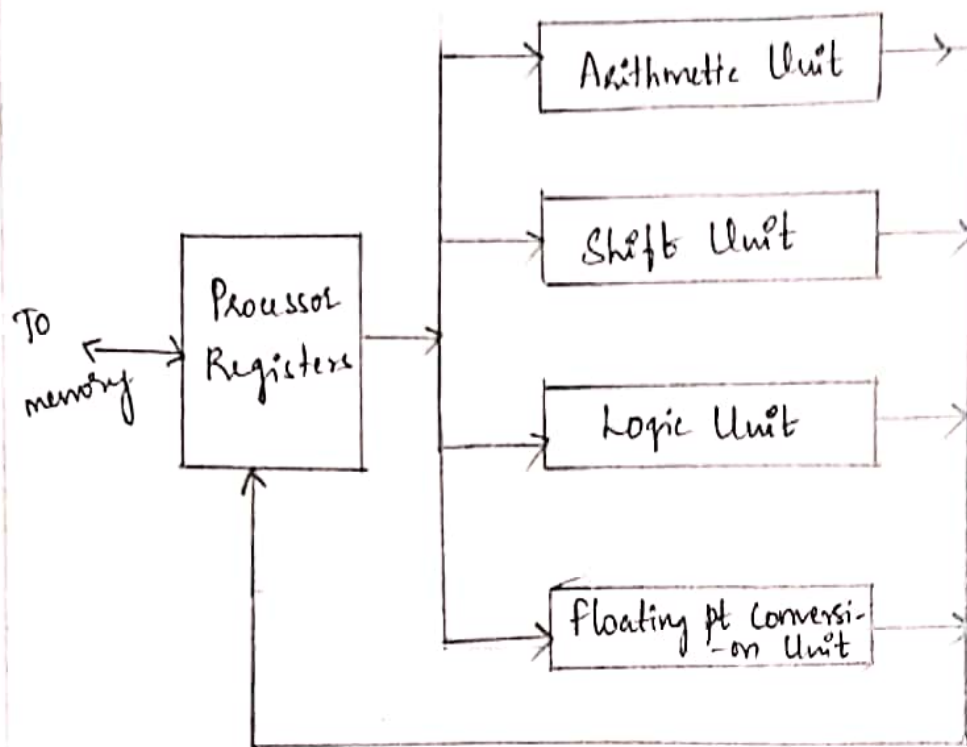 Arithmetic Unit
Shift Unit
Processor
Registers
To
memory
Logic Unit
Floating pt Conversi-
-on Unit